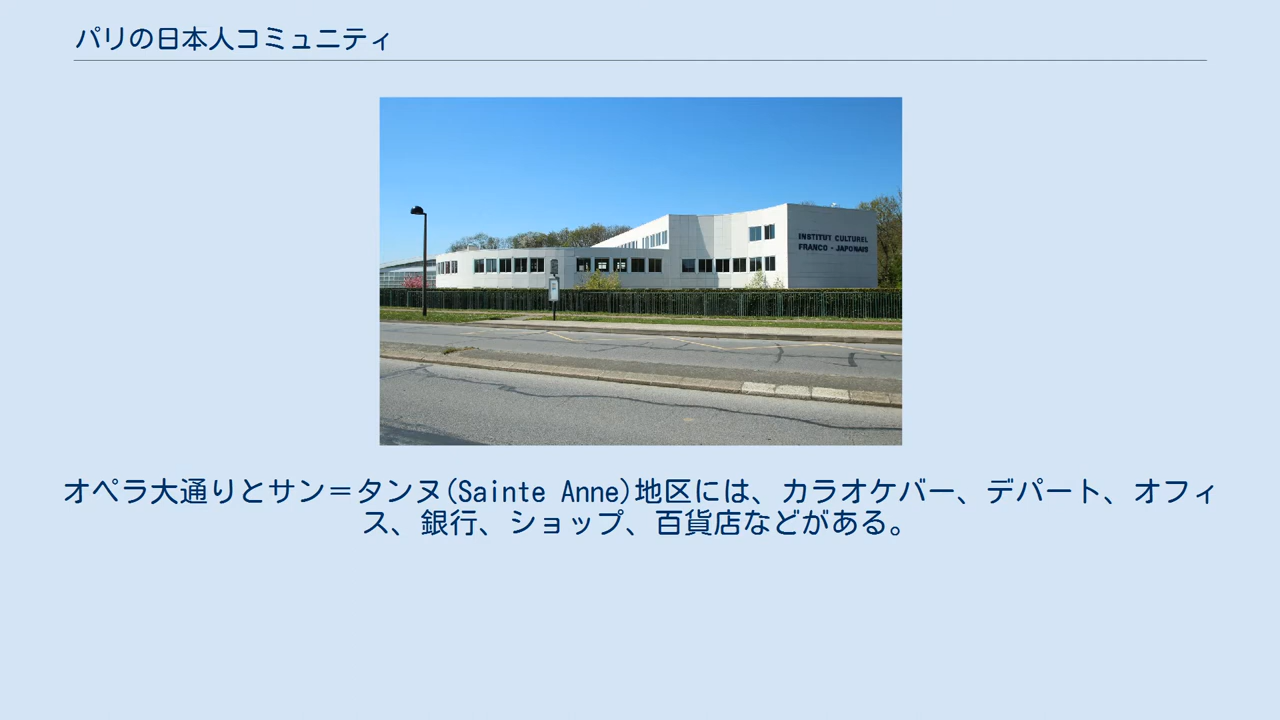 パリの日本人コミュニティ
INSTITUT CULTUREL
FRANCO - JAPONAIS
オペラ大通りとサン＝タンヌ(Sainte Anne)地区には、カラオケバー、デパート、オフィ
ス、銀行、ショップ、百貨店などがある。